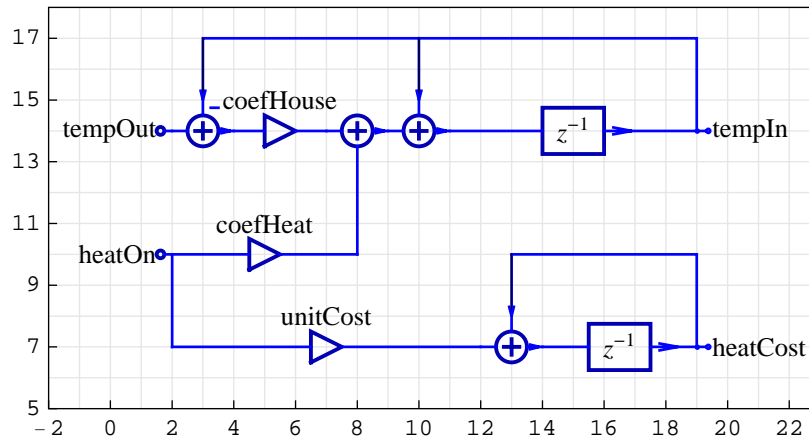 17
15
13
11
9
7
5
− coefHouse
tempOut
z⁻¹
tempIn
coefHeat
heatOn
unitCost
z⁻¹
heatCost
−2 0 2 4 6 8 10 12 14 16 18 20 22